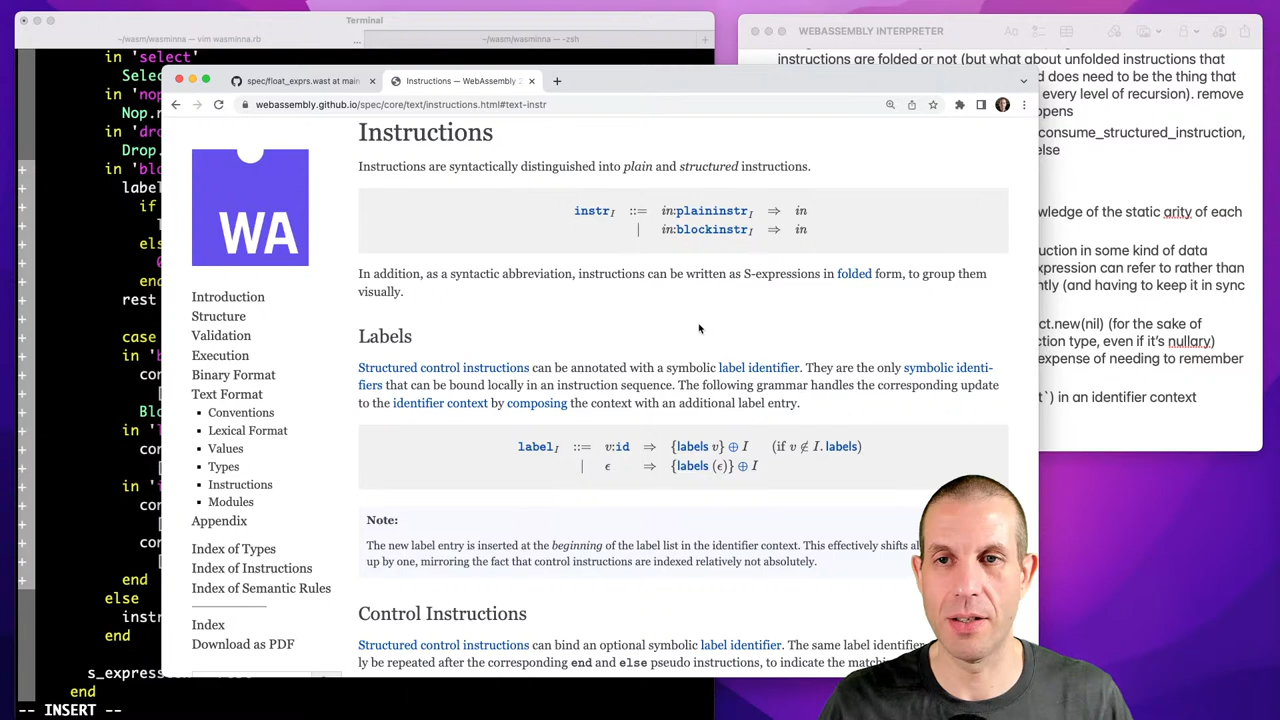 Terminal
~/wasm/wasminna — vim wasminna.rb
... ~/wasm/wasminna — -zsh
in 'select'
Selec
in 'nop
Nop.n
in 'dro
Drop.
in 'blo
label
if
l
els
0
en
rest
case
in 'b
con
[
Blo
in 'l
con
[
in 'i
con
[
con
[
end
else
instr
end
s_express
end
-- INSERT --
spec/float_exprs.wast at main
Instructions — WebAssembly 2
webassembly.github.io/spec/core/text/instructions.html#text-instr
WA
Introduction
Structure
Validation
Execution
Binary Format
Text Format
▪ Conventions
▪ Lexical Format
▪ Values
▪ Types
▪ Instructions
▪ Modules
Appendix
Index of Types
Index of Instructions
Index of Semantic Rules
Index
Download as PDF
Instructions
Instructions are syntactically distinguished into plain and structured instructions.
instr_I ::= in:plaininstr_I ⇒ in
| in:blockinstr_I ⇒ in
In addition, as a syntactic abbreviation, instructions can be written as S-expressions in folded form, to group them
visually.
Labels
Structured control instructions can be annotated with a symbolic label identifier. They are the only symbolic identi-
fiers that can be bound locally in an instruction sequence. The following grammar handles the corresponding update
to the identifier context by composing the context with an additional label entry.
label_I ::= v:id ⇒ {labels v} ⊕ I (if v ∉ I.labels)
| ϵ ⇒ {labels (ϵ)} ⊕ I
Note:
The new label entry is inserted at the beginning of the label list in the identifier context. This effectively shifts al
up by one, mirroring the fact that control instructions are indexed relatively not absolutely.
Control Instructions
Structured control instructions can bind an optional symbolic label identifier. The same label identifier
ly be repeated after the corresponding end and else pseudo instructions, to indicate the matchi
WEBASSEMBLY INTERPRETER
instructions are folded or not (but what about unfolded instructions that
d does need to be the thing that
every level of recursion). remove
opens
consume_structured_instruction,
else
wledge of the static arity of each
ruction in some kind of data
expression can refer to rather than
ntly (and having to keep it in sync
ct.new(nil) (for the sake of
ction type, even if it's nullary)
expense of needing to remember
t`) in an identifier context